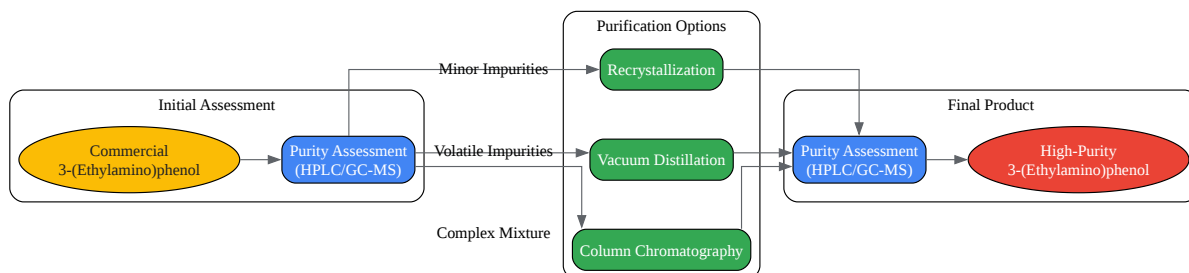 Purification Options
Minor Impurities
Recrystallization
Initial Assessment
Final Product
Commercial
3-(Ethylamino)phenol
Purity Assessment
(HPLC/GC-MS)
Volatile Impurities
Vacuum Distillation
Purity Assessment
(HPLC/GC-MS)
High-Purity
3-(Ethylamino)phenol
Complex Mixture
Column Chromatography